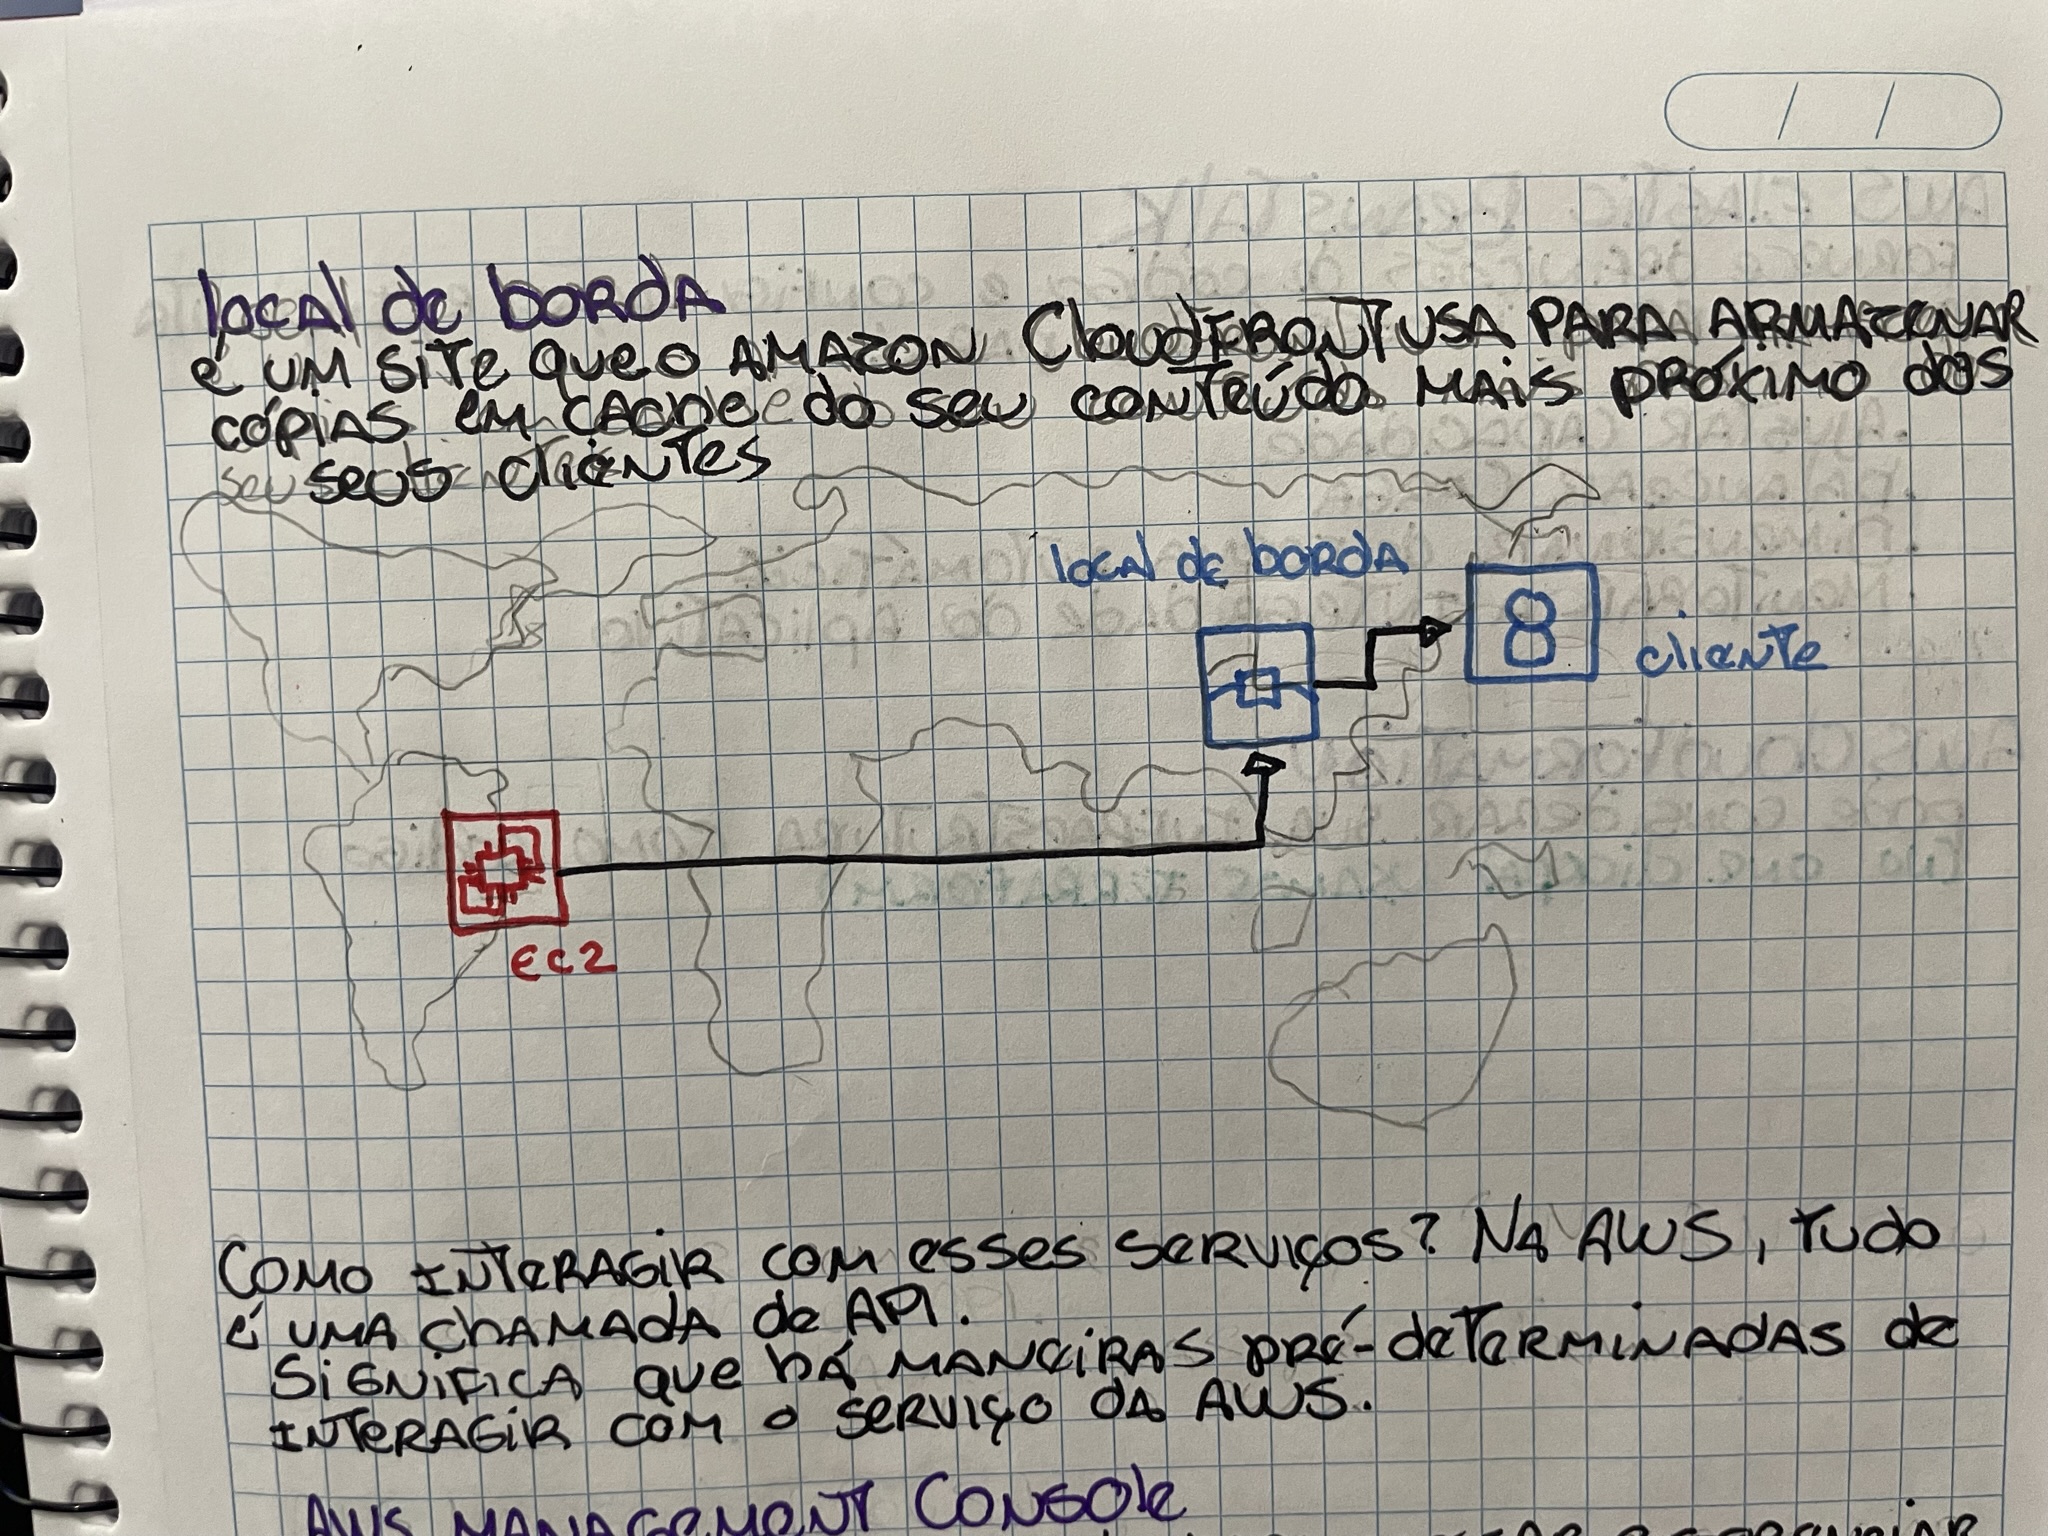 local de borda
é um site que o Amazon Cloudfront usa para armazenar
cópias em cache do seu conteúdo mais próximo dos
seus clientes
local de borda
8
cliente
EC2
Como interagir com esses serviços? Na AWS, tudo
é uma chamada de API.
Significa que há maneiras pré-determinadas de
interagir com o serviço da AWS.
AWS Management Console